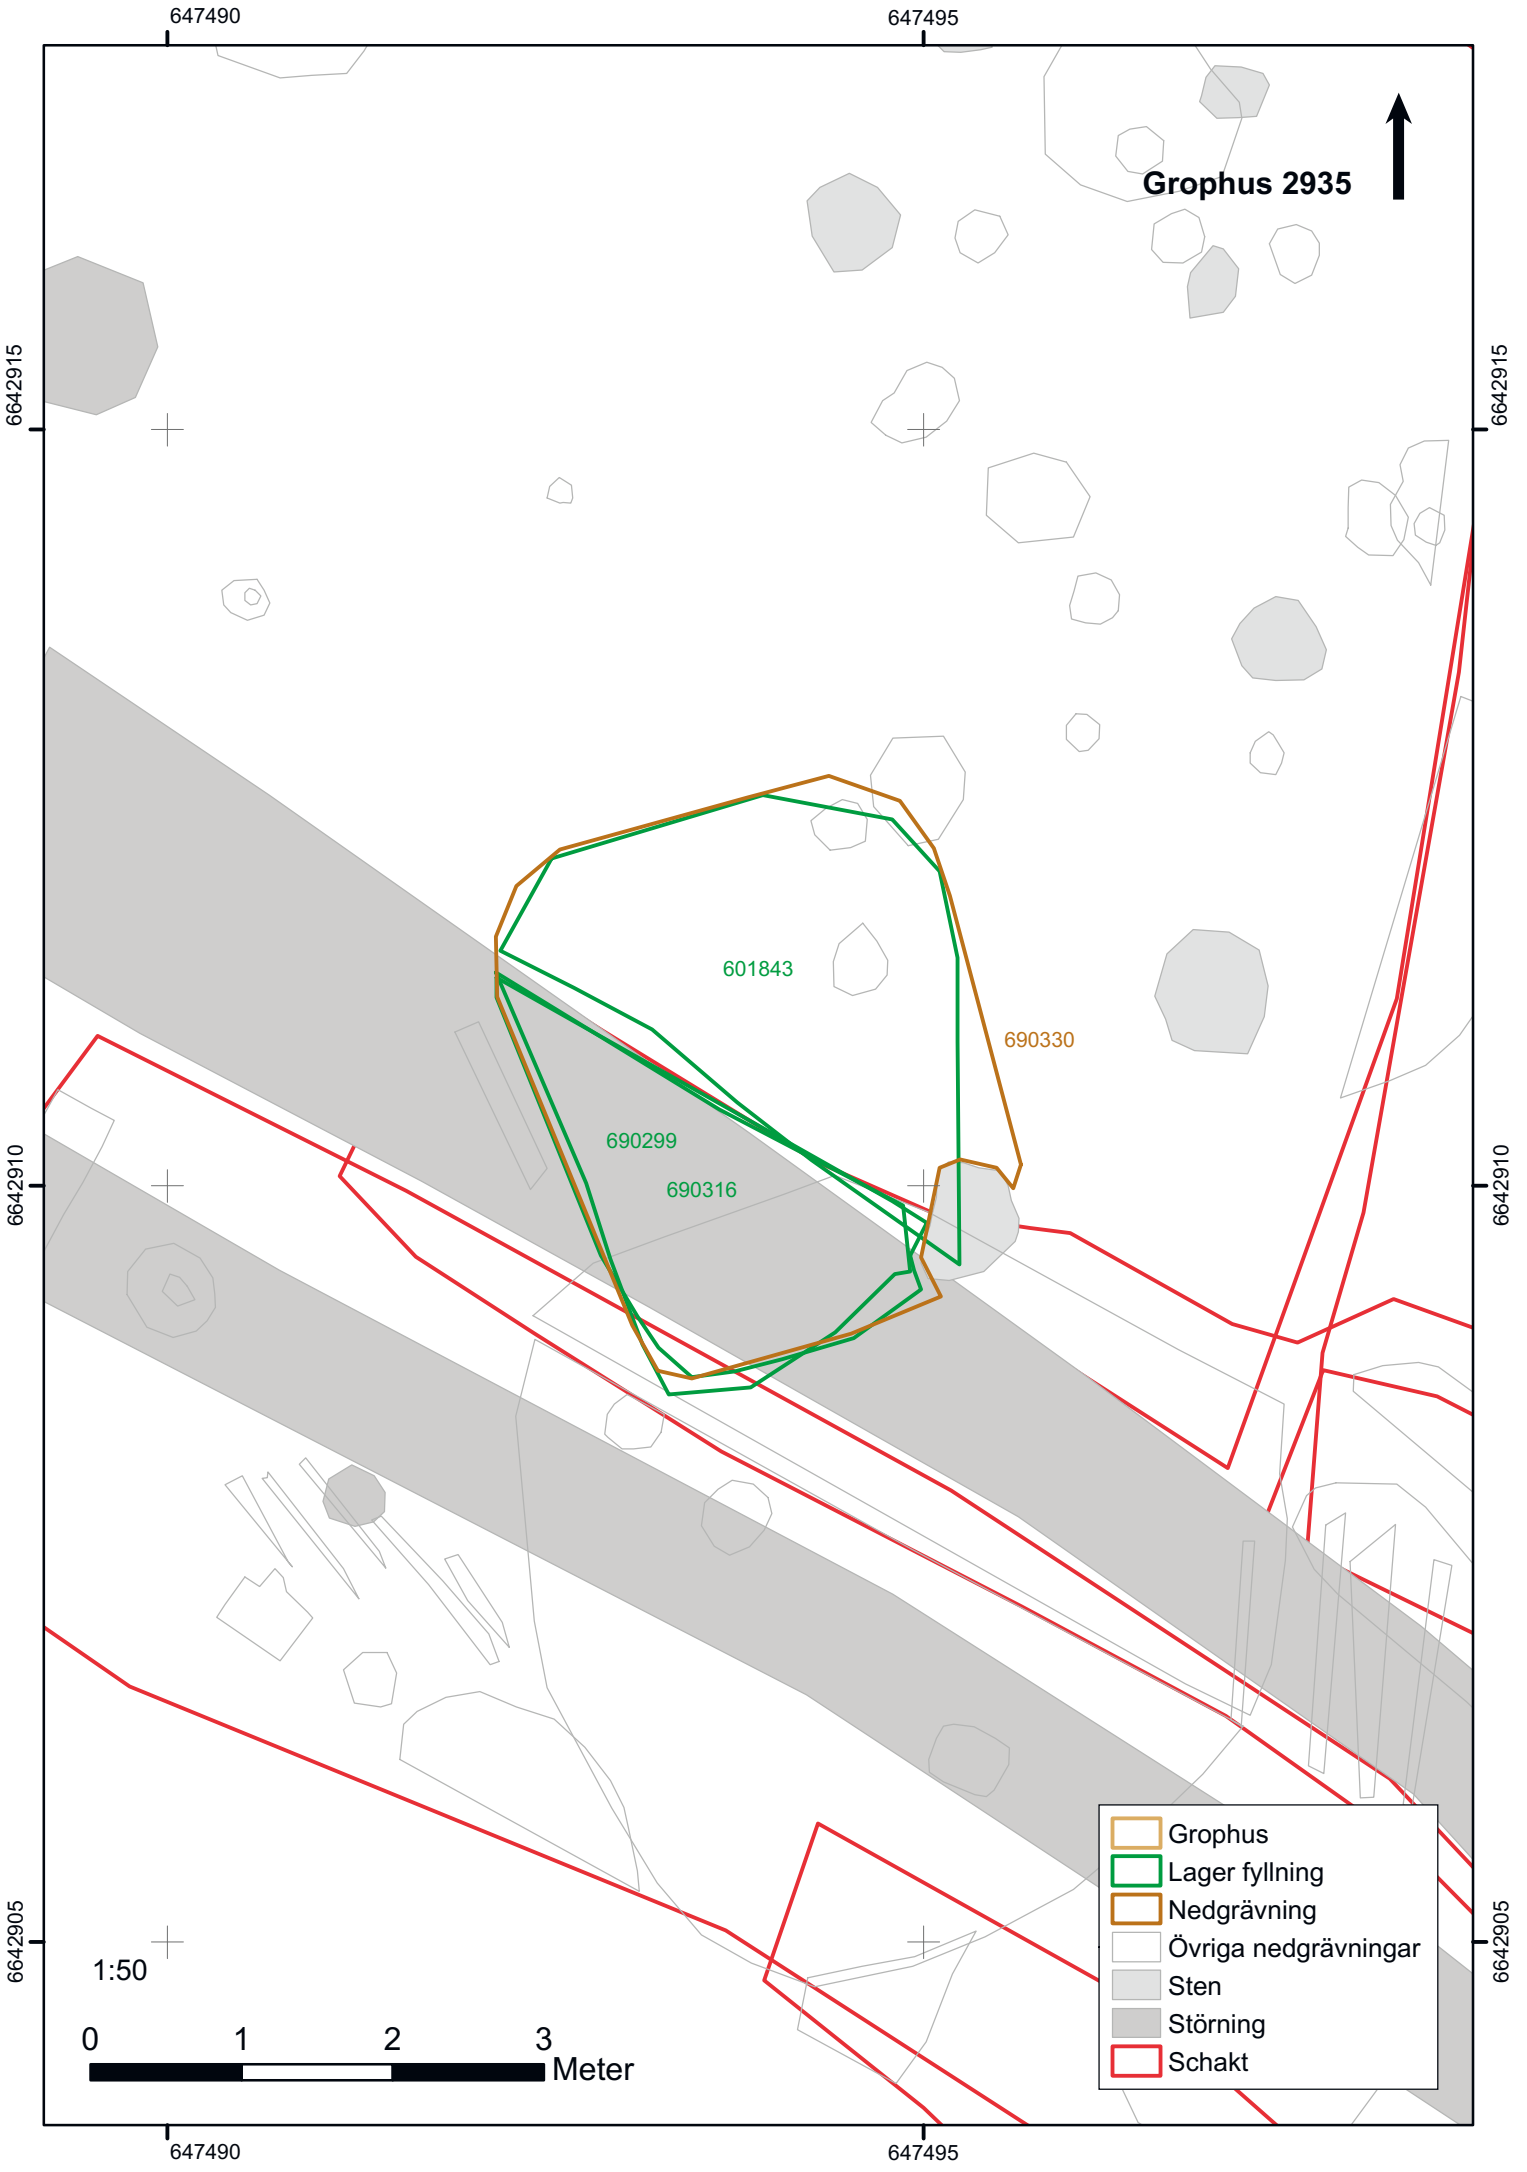 647490
647495
Grophus 2935
6642915
6642915
601843
690330
690299
690316
6642910
6642910
Grophus
Lager fyllning
Nedgrävning
Övriga nedgrävningar
Sten
Störning
Schakt
6642905
6642905
1:50
0 1 2 3
Meter
647490
647495